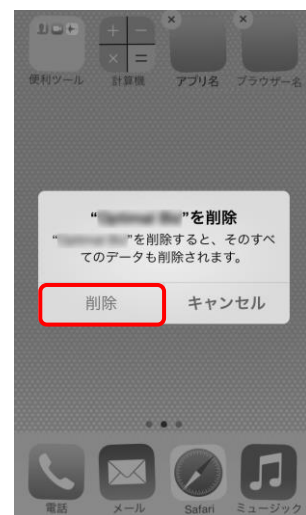 便利ツール 計算機 アプリ名 ブラウザー名
“ ”を削除
“ ”を削除すると、そのすべ
てのデータも削除されます。
削除 キャンセル
電話 メール Safari ミュージック